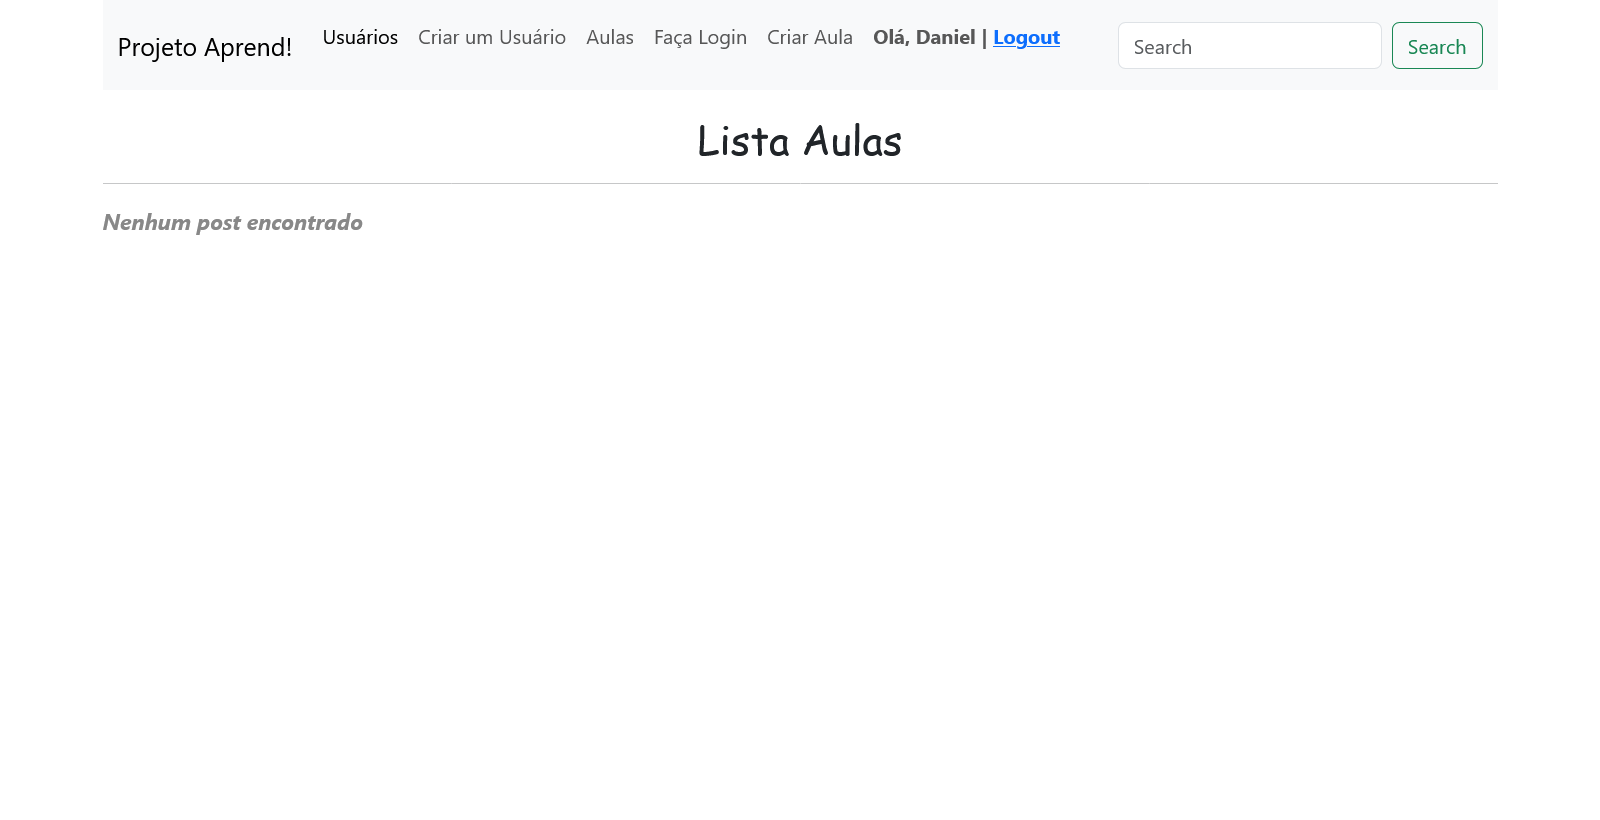 Projeto Aprend! Usuários Criar um Usuário Aulas Faça Login Criar Aula Olá, Daniel | Logout Search Search
Lista Aulas
Nenhum post encontrado